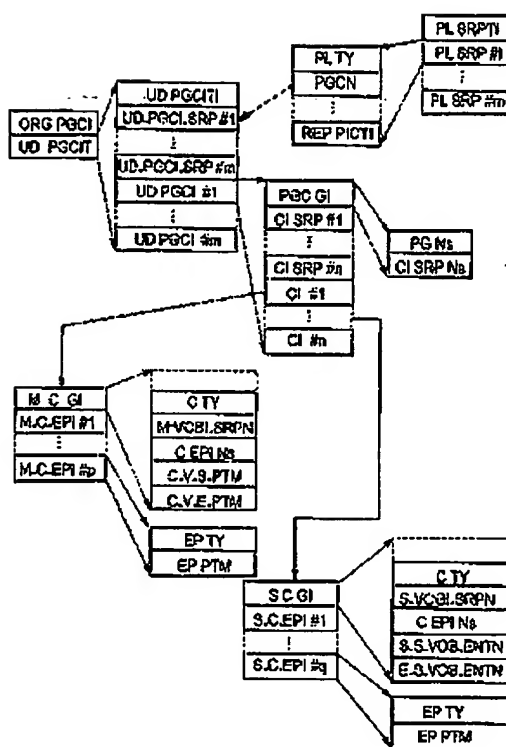 PL SRPTI
PL SRP #1
⋮
PL SRP #m
PL TY
PGCN
⋮
REP PICTI
UD PGCITI
UD.PGCI.SRP #1
⋮
UD.PGCI.SRP #m
UD PGCI #1
⋮
UD PGCI #m
ORG PGCI
UD PGCIT
PGC GI
CI SRP #1
⋮
CI SRP #n
CI #1
⋮
CI #n
PG Ns
CI SRP Ns
M C GI
M.C.EPI #1
⋮
M.C.EPI #p
C TY
M.VOBI.SRPN
C EPI Ns
C.V.S.PTM
C.V.E.PTM
EP TY
EP PTM
S C GI
S.C.EPI #1
⋮
S.C.EPI #q
C TY
S.VOGI.SRPN
C EPI Ns
S.S.VOB.ENTN
E.S.VOB.ENTN
EP TY
EP PTM